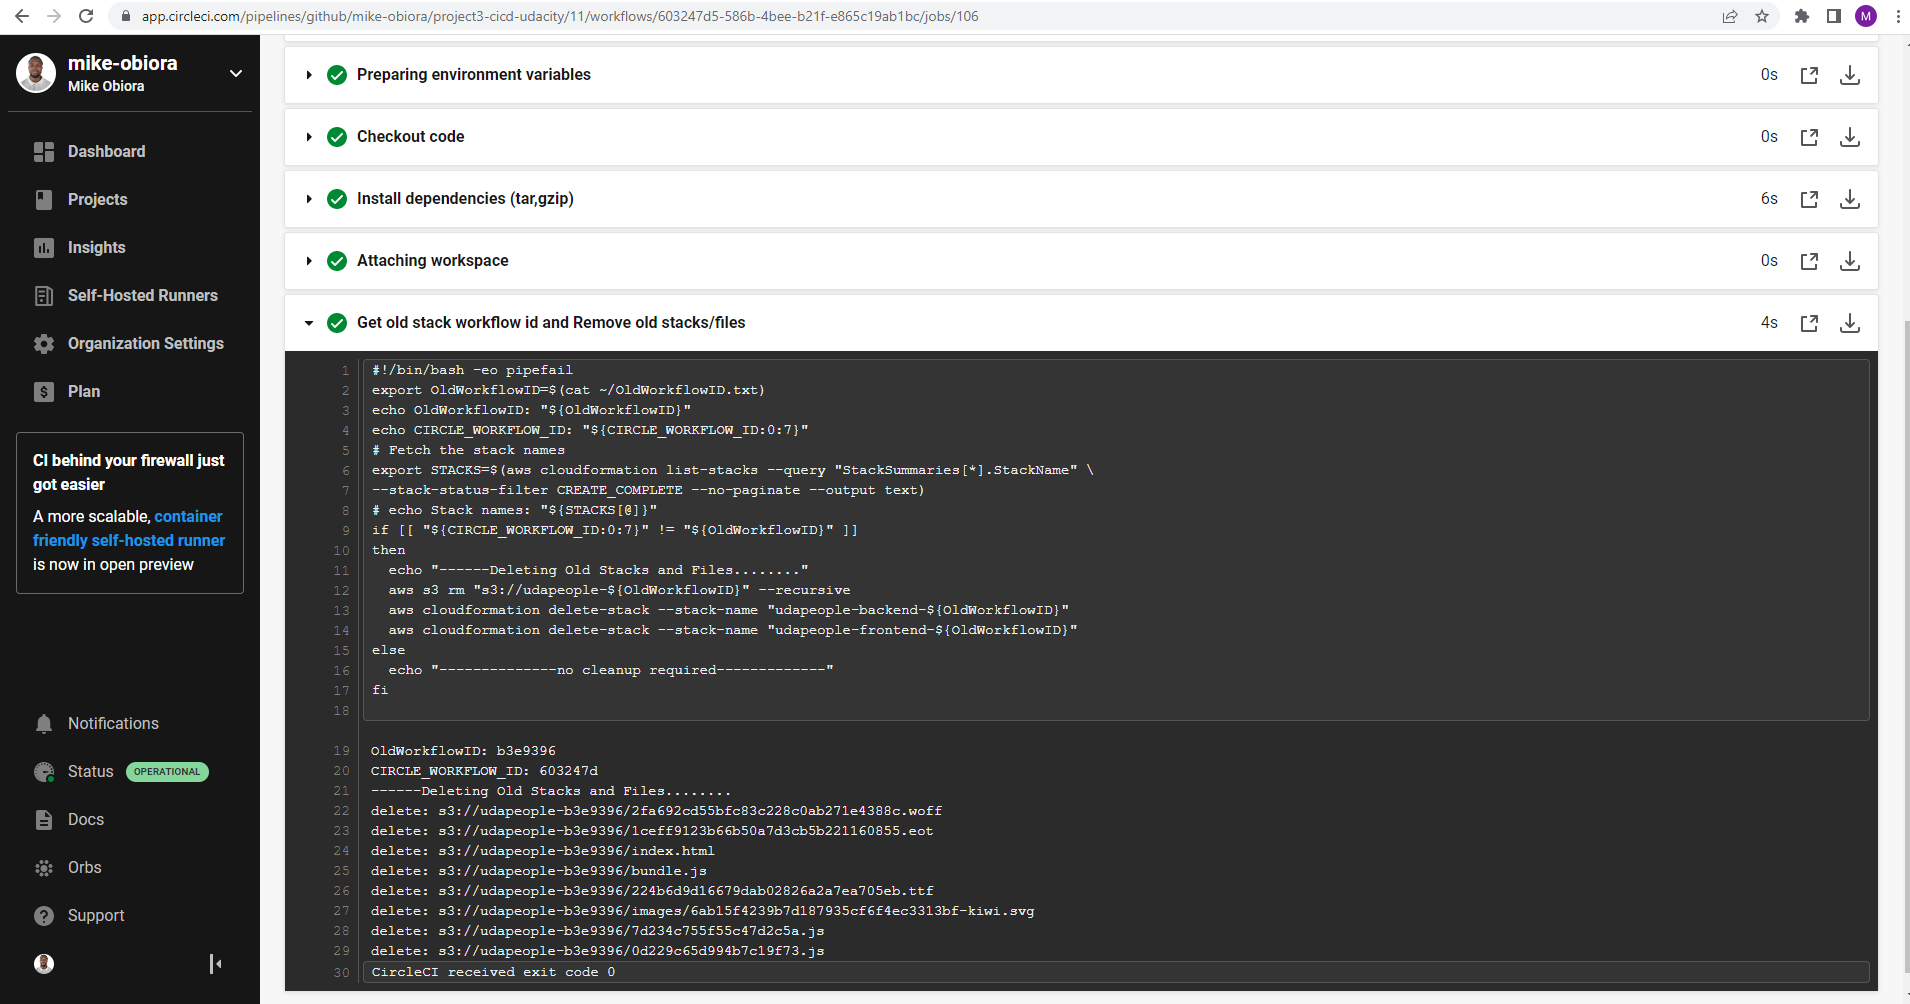 app.circleci.com/pipelines/github/mike-obiora/project3-cicd-udacity/11/workflows/603247d5-586b-4bee-b21f-e865c19ab1bc/jobs/106
M
mike-obiora
Mike Obiora
Dashboard
Projects
Insights
Self-Hosted Runners
Organization Settings
Plan
CI behind your firewall just
got easier
A more scalable, container
friendly self-hosted runner
is now in open preview
Notifications
Status OPERATIONAL
Docs
Orbs
Support
Preparing environment variables 0s
Checkout code 0s
Install dependencies (tar,gzip) 6s
Attaching workspace 0s
Get old stack workflow id and Remove old stacks/files 4s
1 #!/bin/bash -eo pipefail
2 export OldWorkflowID=$(cat ~/OldWorkflowID.txt)
3 echo OldWorkflowID: "${OldWorkflowID}"
4 echo CIRCLE_WORKFLOW_ID: "${CIRCLE_WORKFLOW_ID:0:7}"
5 # Fetch the stack names
6 export STACKS=$(aws cloudformation list-stacks --query "StackSummaries[*].StackName" \
7 --stack-status-filter CREATE_COMPLETE --no-paginate --output text)
8 # echo Stack names: "${STACKS[@]}"
9 if [[ "${CIRCLE_WORKFLOW_ID:0:7}" != "${OldWorkflowID}" ]]
10 then
11   echo "------Deleting Old Stacks and Files........"
12   aws s3 rm "s3://udapeople-${OldWorkflowID}" --recursive
13   aws cloudformation delete-stack --stack-name "udapeople-backend-${OldWorkflowID}"
14   aws cloudformation delete-stack --stack-name "udapeople-frontend-${OldWorkflowID}"
15 else
16   echo "--------------no cleanup required-------------"
17 fi
18
19 OldWorkflowID: b3e9396
20 CIRCLE_WORKFLOW_ID: 603247d
21 ------Deleting Old Stacks and Files........
22 delete: s3://udapeople-b3e9396/2fa692cd55bfc83c228c0ab271e4388c.woff
23 delete: s3://udapeople-b3e9396/1ceff9123b66b50a7d3cb5b221160855.eot
24 delete: s3://udapeople-b3e9396/index.html
25 delete: s3://udapeople-b3e9396/bundle.js
26 delete: s3://udapeople-b3e9396/224b6d9d16679dab02826a2a7ea705eb.ttf
27 delete: s3://udapeople-b3e9396/images/6ab15f4239b7d187935cf6f4ec3313bf-kiwi.svg
28 delete: s3://udapeople-b3e9396/7d234c755f55c47d2c5a.js
29 delete: s3://udapeople-b3e9396/0d229c65d994b7c19f73.js
30 CircleCI received exit code 0